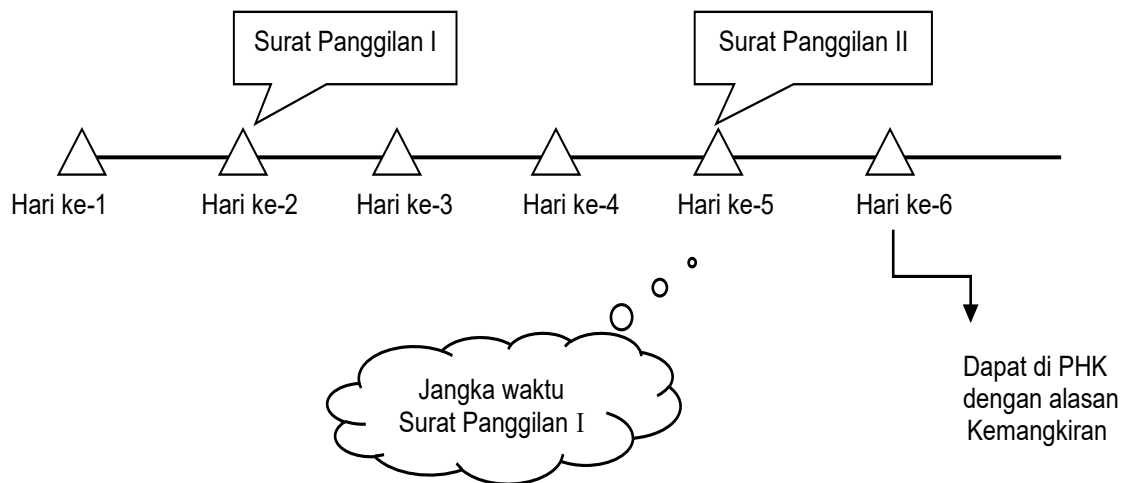 Surat Panggilan I
Surat Panggilan II
Hari ke-1
Hari ke-2
Hari ke-3
Hari ke-4
Hari ke-5
Hari ke-6
Jangka waktu
Surat Panggilan I
Dapat di PHK
dengan alasan
Kemangkiran